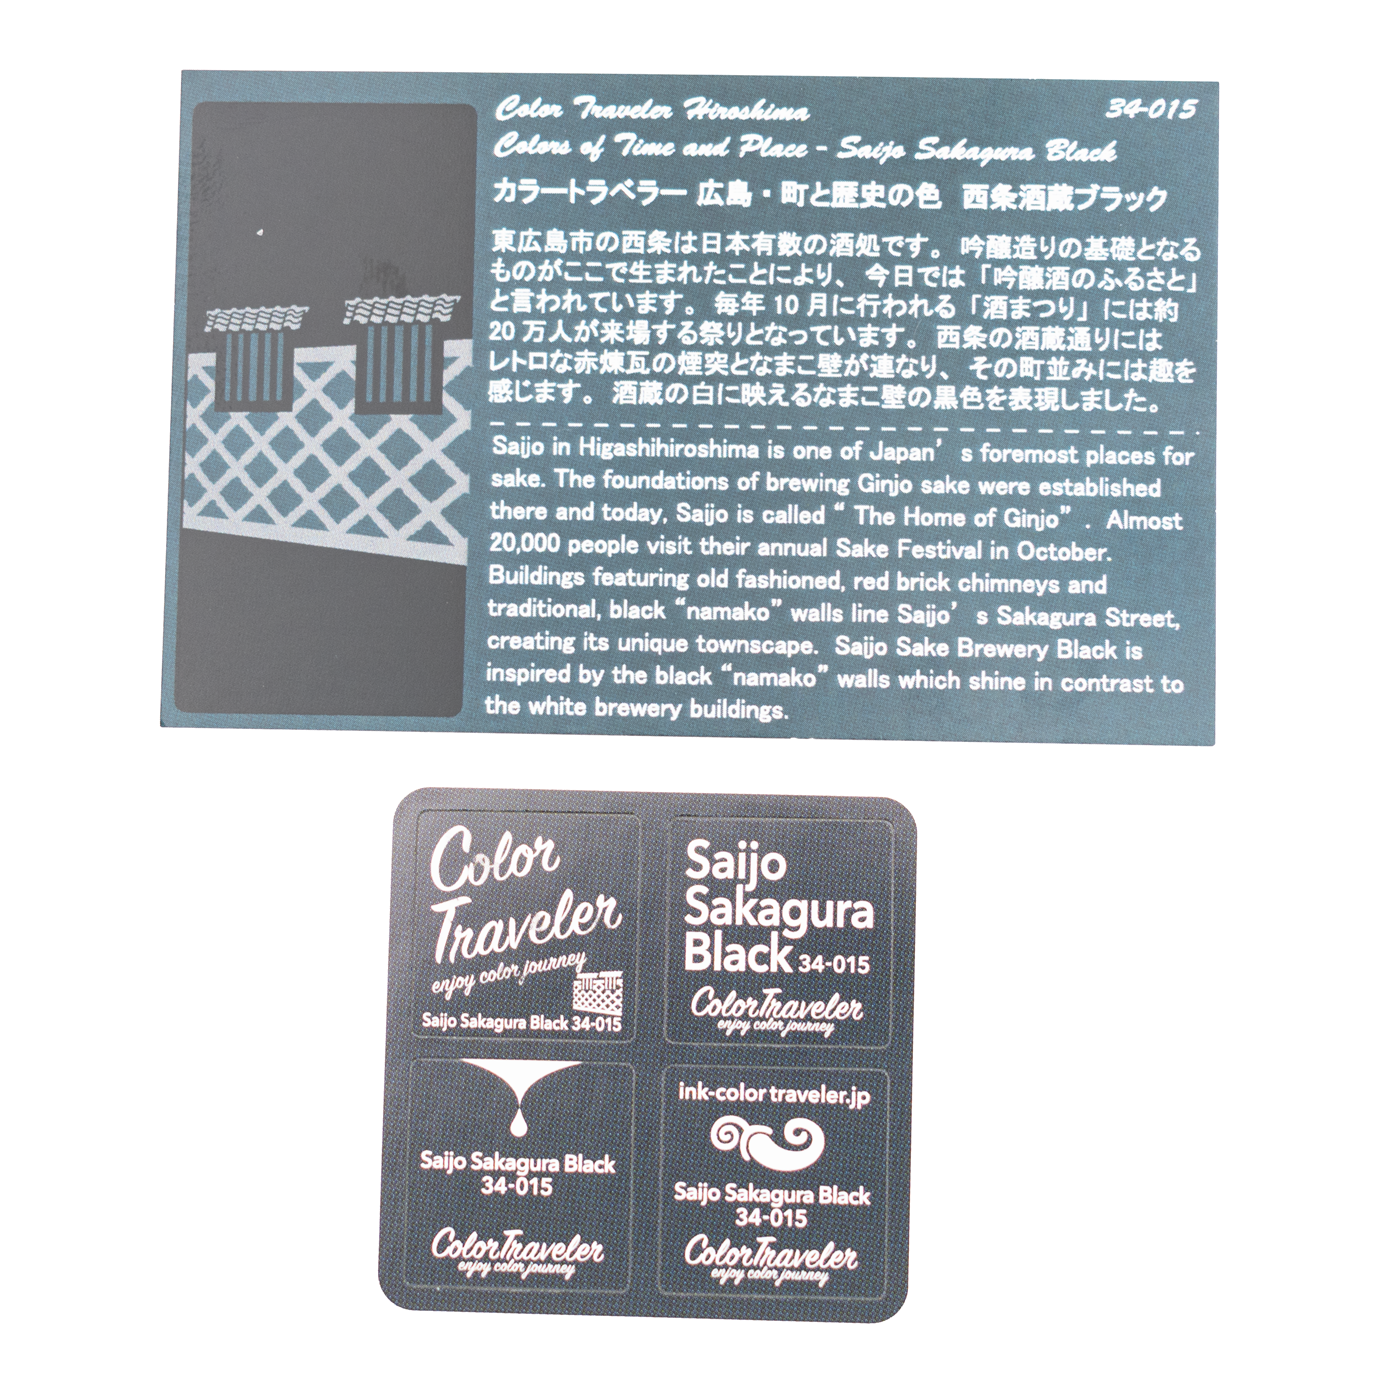 Color Traveler Hiroshima 34-015
Colors of Time and Place - Saijo Sakagura Black
カラートラベラー 広島・町と歴史の色 西条酒蔵ブラック
東広島市の西条は日本有数の酒処です。吟醸造りの基礎となる
ものがここで生まれたことにより、今日では「吟醸酒のふるさと」
と言われています。毎年 10 月に行われる「酒まつり」には約
20 万人が来場する祭りとなっています。西条の酒蔵通りには
レトロな赤煉瓦の煙突となまこ壁が連なり、その町並みには趣を
感じます。酒蔵の白に映えるなまこ壁の黒色を表現しました。
Saijo in Higashihiroshima is one of Japan’ s foremost places for
sake. The foundations of brewing Ginjo sake were established
there and today, Saijo is called “ The Home of Ginjo” . Almost
20,000 people visit their annual Sake Festival in October.
Buildings featuring old fashioned, red brick chimneys and
traditional, black “namako” walls line Saijo’ s Sakagura Street,
creating its unique townscape. Saijo Sake Brewery Black is
inspired by the black “namako” walls which shine in contrast to
the white brewery buildings.
Color
Traveler
enjoy color journey
Saijo Sakagura Black 34-015
Saijo
Sakagura
Black 34-015
ColorTraveler
enjoy color journey
Saijo Sakagura Black
34-015
ColorTraveler
enjoy color journey
ink-colortraveler.jp
Saijo Sakagura Black
34-015
ColorTraveler
enjoy color journey